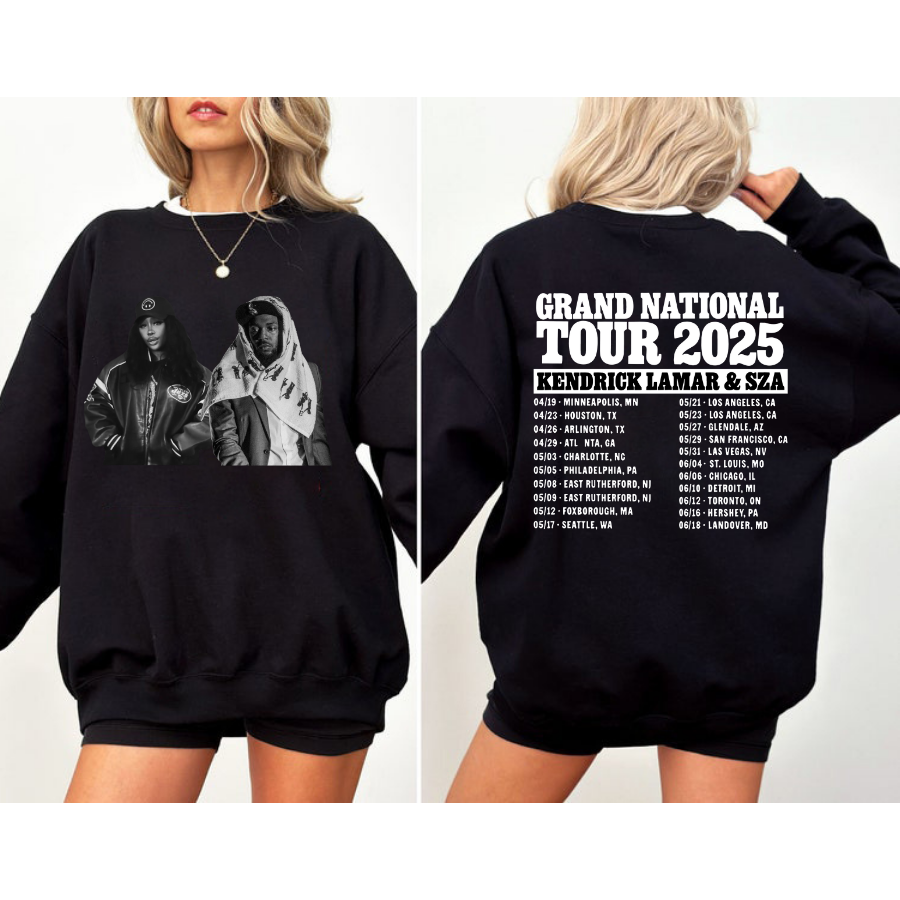 GRAND NATIONAL
TOUR 2025
KENDRICK LAMAR & SZA
04/19 · MINNEAPOLIS, MN
04/23 · HOUSTON, TX
04/26 · ARLINGTON, TX
04/29 · ATL NTA, GA
05/03 · CHARLOTTE, NC
05/05 · PHILADELPHIA, PA
05/08 · EAST RUTHERFORD, NJ
05/09 · EAST RUTHERFORD, NJ
05/12 · FOXBOROUGH, MA
05/17 · SEATTLE, WA
05/21 · LOS ANGELES, CA
05/23 · LOS ANGELES, CA
05/27 · GLENDALE, AZ
05/29 · SAN FRANCISCO, CA
05/31 · LAS VEGAS, NV
06/04 · ST. LOUIS, MO
06/06 · CHICAGO, IL
06/10 · DETROIT, MI
06/12 · TORONTO, ON
06/16 · HERSHEY, PA
06/18 · LANDOVER, MD